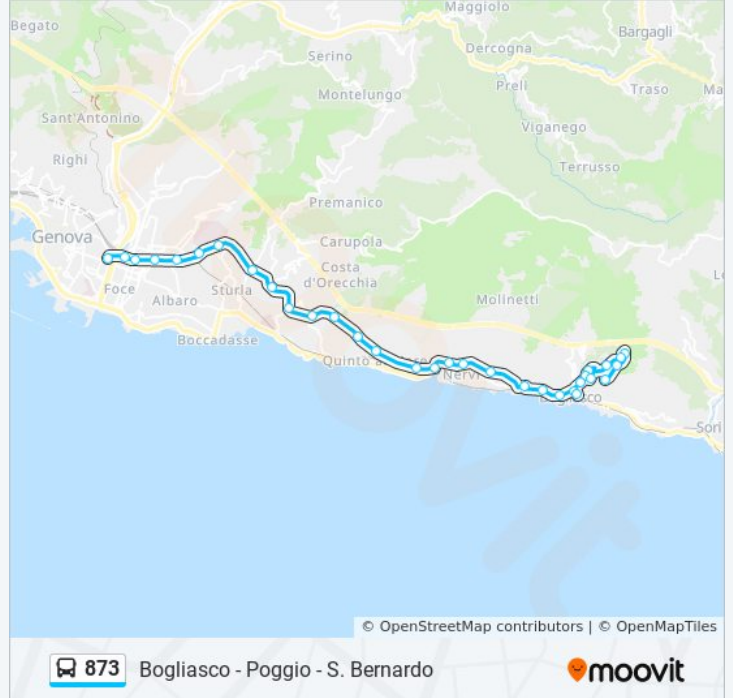 Maggiolo
Begato
Bargagli
Dercogna
Serino
Preli
Traso
Montelungo
Sant'Antonino
Viganego
Righi
Terrusso
Premanico
Genova
Carupola
Costa
d'Orecchia
Foce
Sturla
Albaro
Molinetti
Boccadasse
Quinto a
Nervi
Sori
© OpenStreetMap contributors | © OpenMapTiles
873 Bogliasco - Poggio - S. Bernardo
moovit